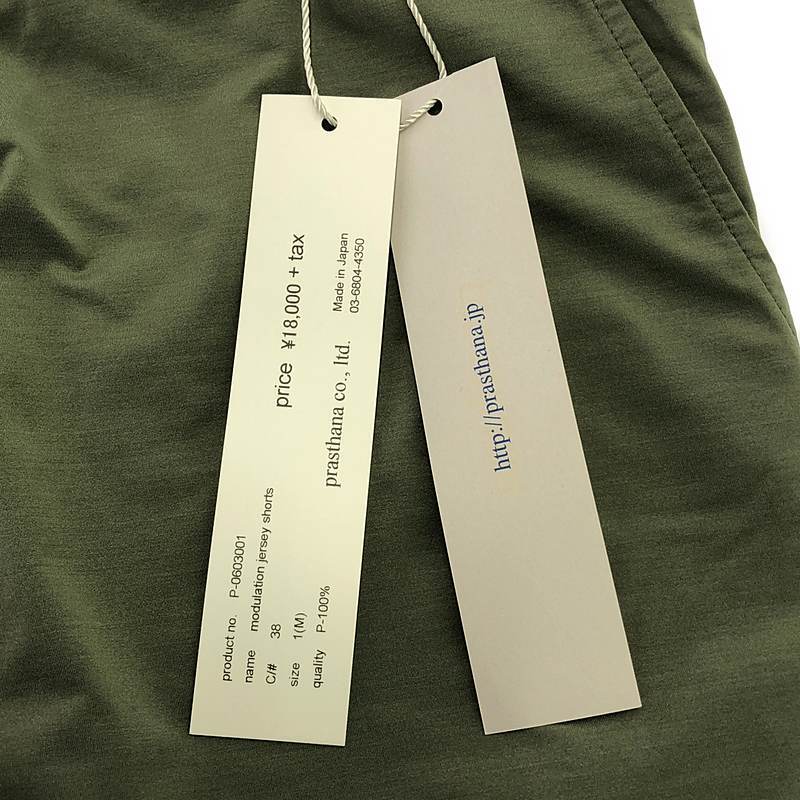 product no. P-0603001
name modulation jersey shorts
C/# 38
size 1(M)
quality P-100%
price ¥18,000 + tax
prasthana co., ltd.
Made in Japan
03-6804-4350
http://prasthana.jp